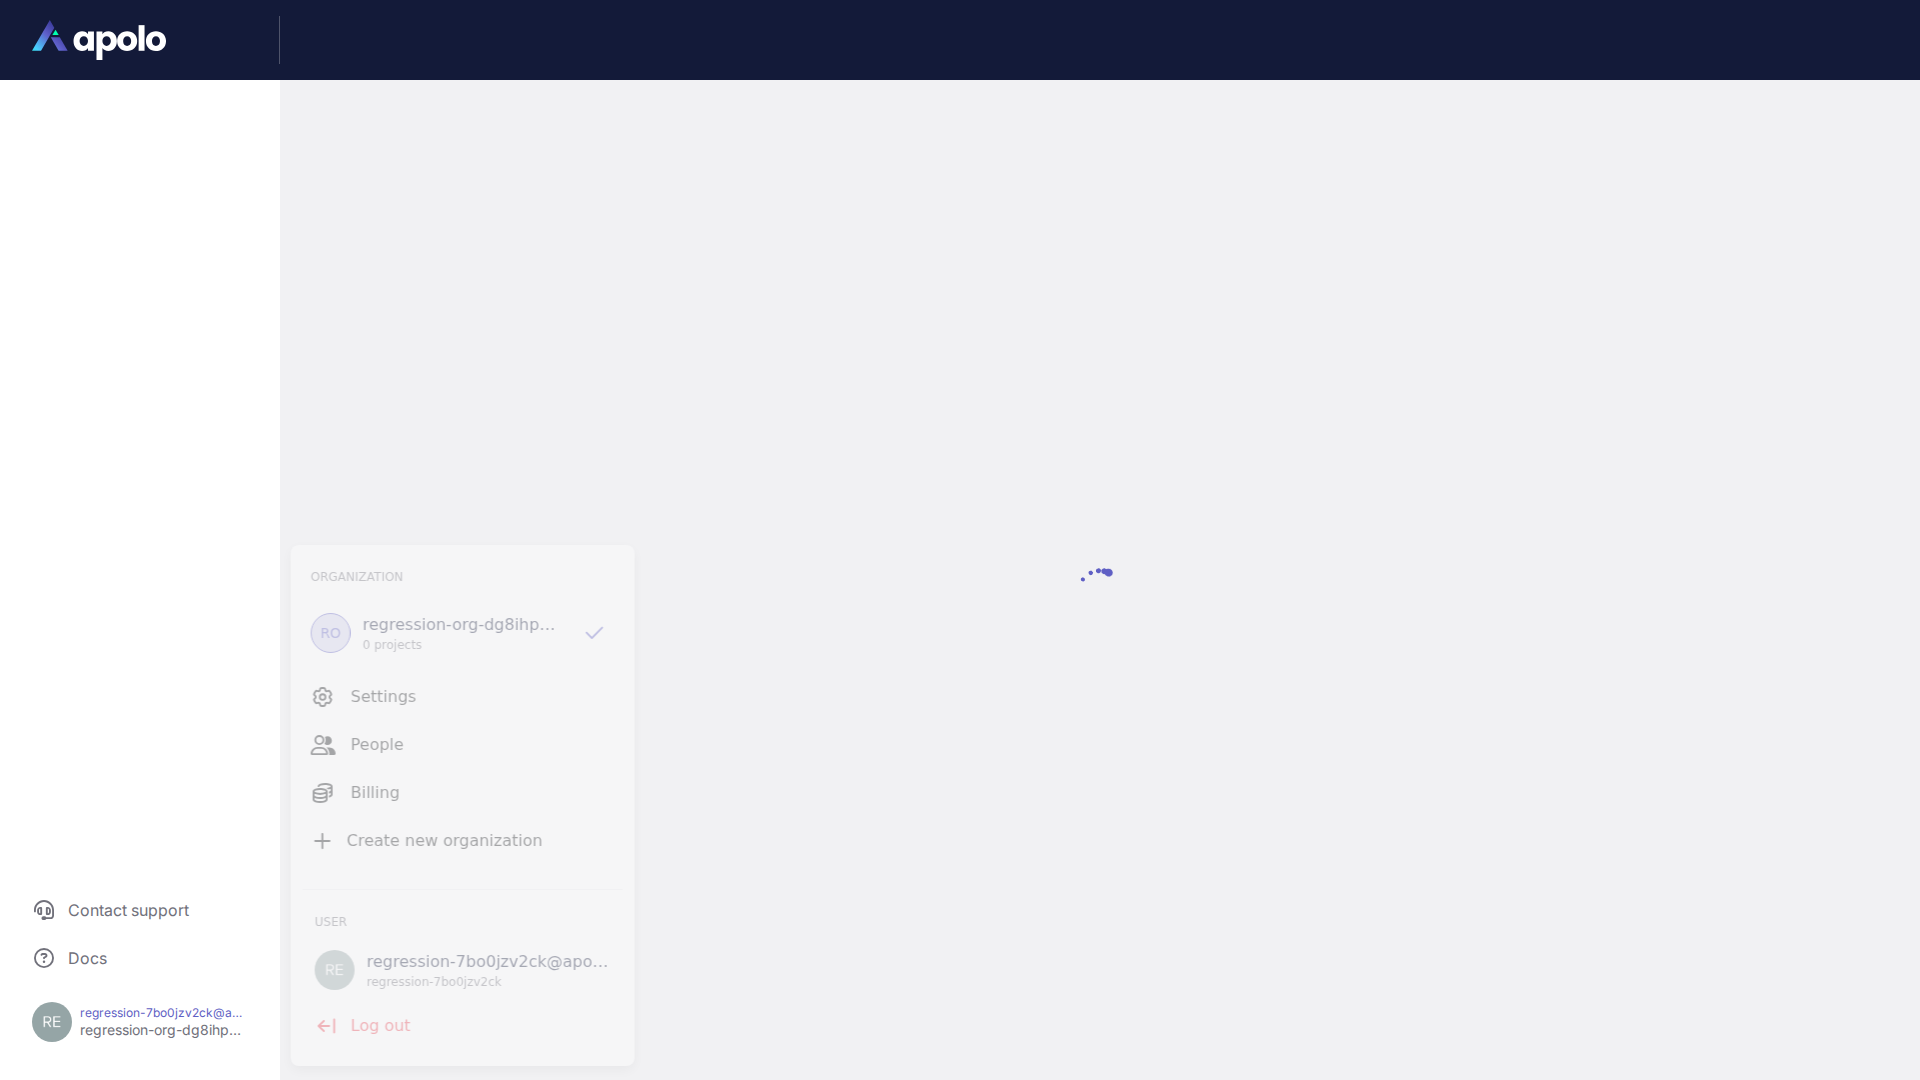 apolo
ORGANIZATION
RO
regression-org-dg8ihp...
0 projects
Settings
People
Billing
Create new organization
USER
RE
regression-7bo0jzv2ck@apo...
regression-7bo0jzv2ck
Log out
Contact support
Docs
RE
regression-7bo0jzv2ck@a...
regression-org-dg8ihp...